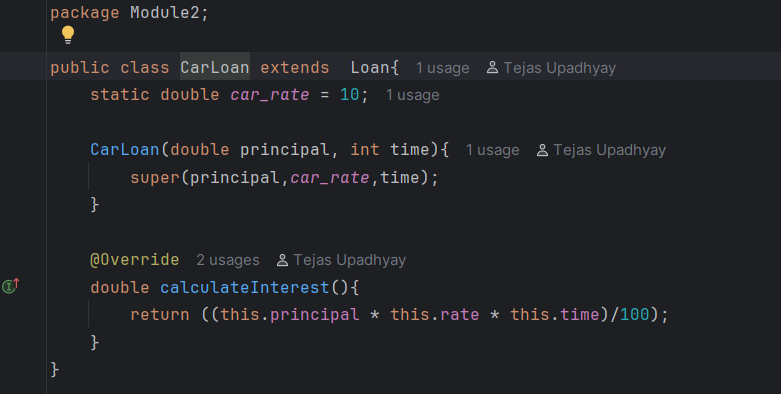 package Module2;
public class CarLoan extends  Loan{ 1 usage Tejas Upadhyay
static double car_rate = 10; 1 usage
CarLoan(double principal, int time){ 1 usage Tejas Upadhyay
super(principal,car_rate,time);
}
@Override 2 usages Tejas Upadhyay
double calculateInterest(){
return ((this.principal * this.rate * this.time)/100);
}
}